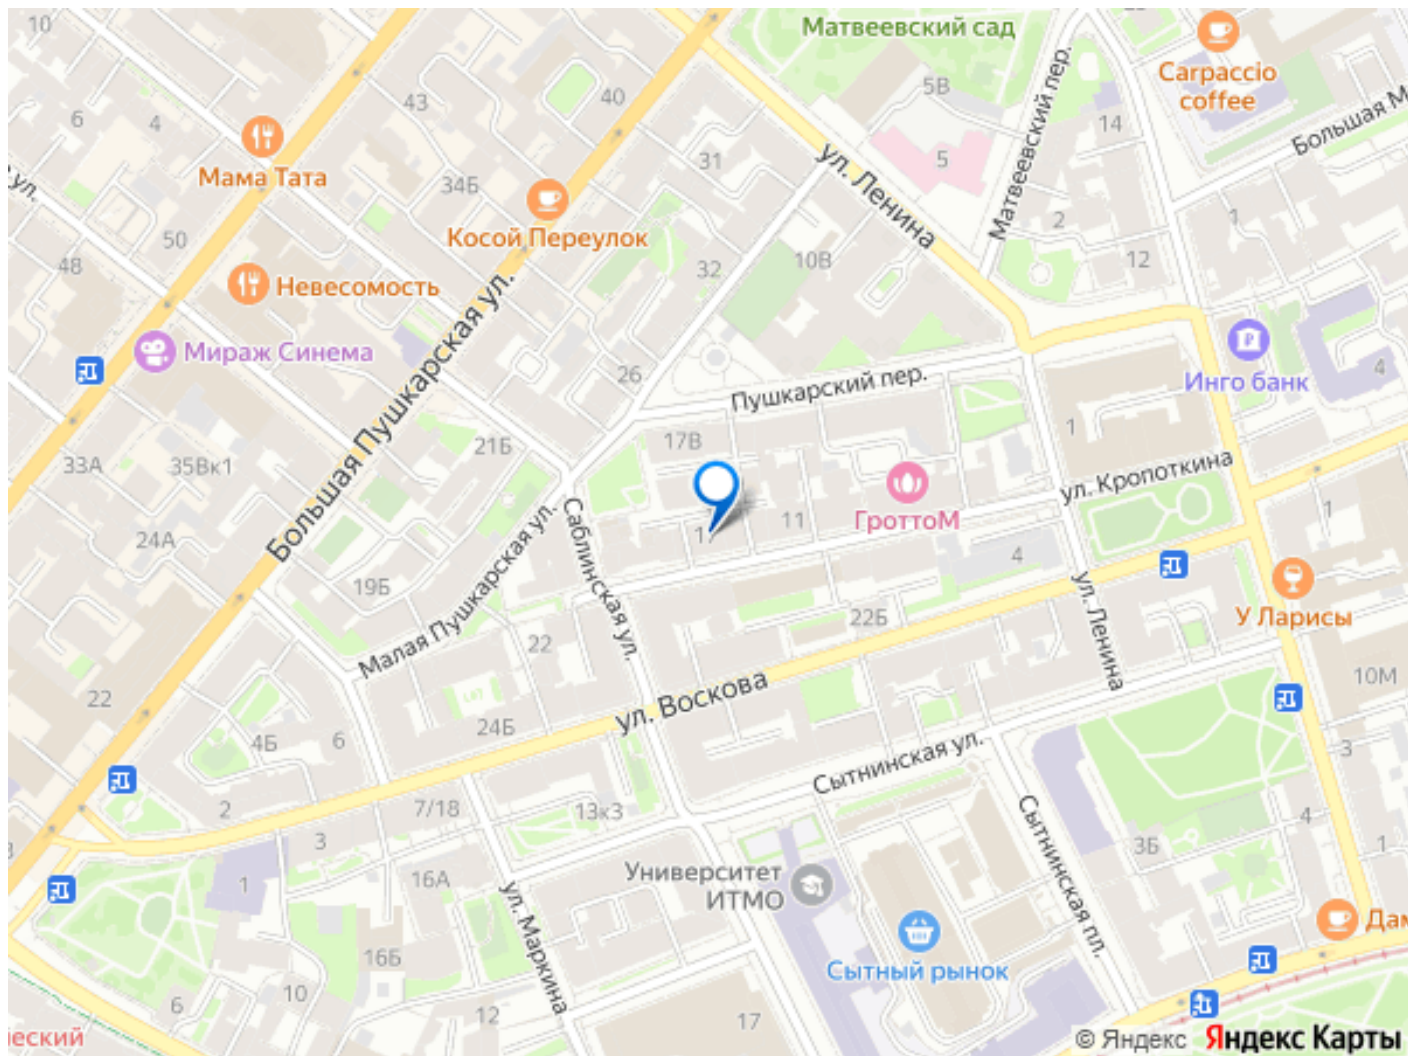 10
Матвеевский сад
Carpaccio
coffee
43
40
5В
6
4
14
Мама Тата
31
5
Матвеевский пер.
Большая М
ул. Ленина
34Б
ул.
Косой Переулок
50
2
1
48
32
10В
12
Невесомость
Мираж Синема
Большая Пушкарская ул.
26
Пушкарский пер.
Инго банк
4
17В
21Б
1
33А
35Вк1
ул. Кропоткина
ГроттоМ
11
1
24А
Саблинская ул.
4
19Б
Малая Пушкарская ул.
22
22Б
ул. Ленина
У Ларисы
22
10М
24Б
ул. Воскова
4Б
6
Сытнинская ул.
3
2
7/18
13к3
4
3
Сытнинская пл.
3Б
1
1
16А
Университет
ИТМО
ул. Маркина
Сытный рынок
16Б
6
10
12
17
еский
© Яндекс Яндекс Карты